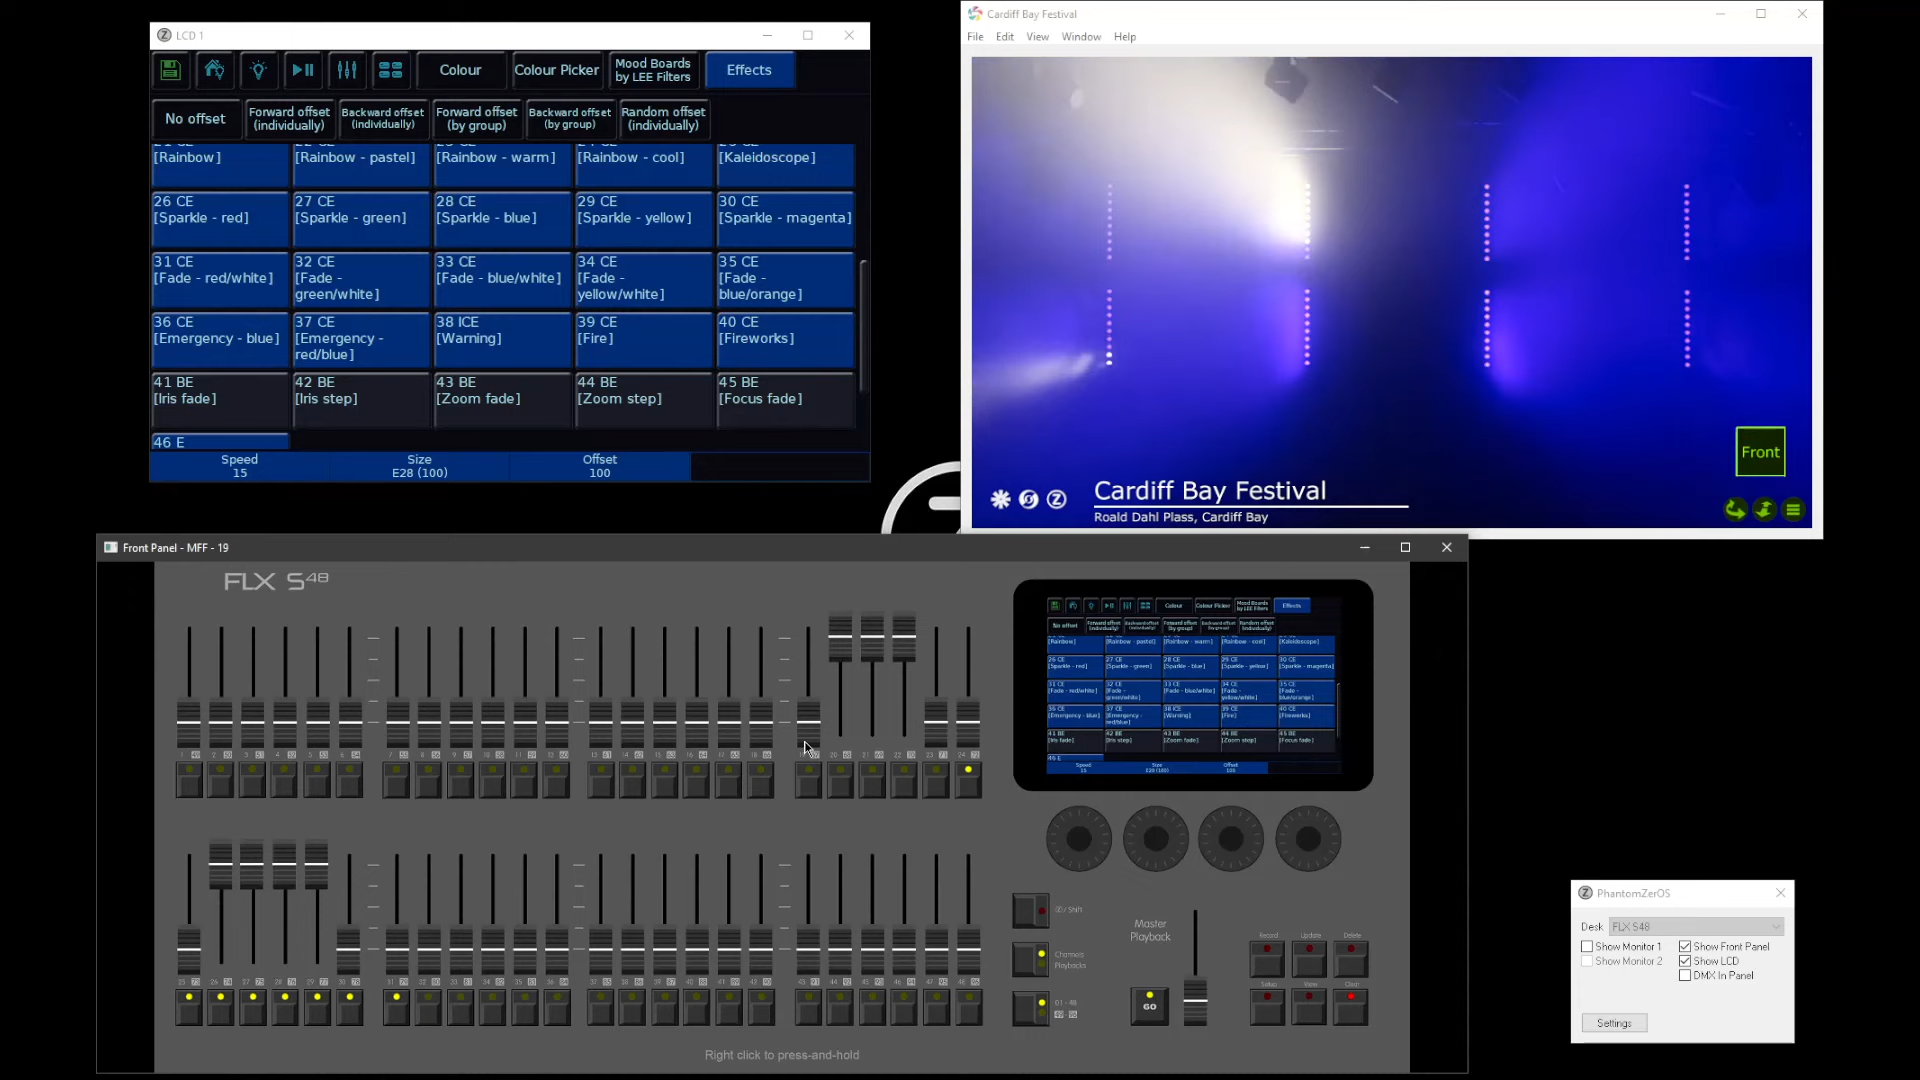 LCD 1
Colour
Colour Picker
Mood Boards
by LEE Filters
Effects
No offset
Forward offset
(individually)
Backward offset
(individually)
Forward offset
(by group)
Backward offset
(by group)
Random offset
(individually)
[Rainbow]
[Rainbow - pastel]
[Rainbow - warm]
[Rainbow - cool]
[Kaleidoscope]
26 CE
[Sparkle - red]
27 CE
[Sparkle - green]
28 CE
[Sparkle - blue]
29 CE
[Sparkle - yellow]
30 CE
[Sparkle - magenta]
31 CE
[Fade - red/white]
32 CE
[Fade -
green/white]
33 CE
[Fade - blue/white]
34 CE
[Fade -
yellow/white]
35 CE
[Fade -
blue/orange]
36 CE
[Emergency - blue]
37 CE
[Emergency -
red/blue]
38 ICE
[Warning]
39 CE
[Fire]
40 CE
[Fireworks]
41 BE
[Iris fade]
42 BE
[Iris step]
43 BE
[Zoom fade]
44 BE
[Zoom step]
45 BE
[Focus fade]
46 E
Speed
15
Size
E28 (100)
Offset
100
Cardiff Bay Festival
File Edit View Window Help
Front
Cardiff Bay Festival
Roald Dahl Plass, Cardiff Bay
Front Panel - MFF - 19
FLX S48
Shift
Channels
Playbacks
Master
Playback
GO
Record
Update
Delete
Setup
View
Clear
Right click to press-and-hold
PhantomZerOS
Desk FLX S48
Show Monitor 1
Show Front Panel
Show Monitor 2
Show LCD
DMX In Panel
Settings